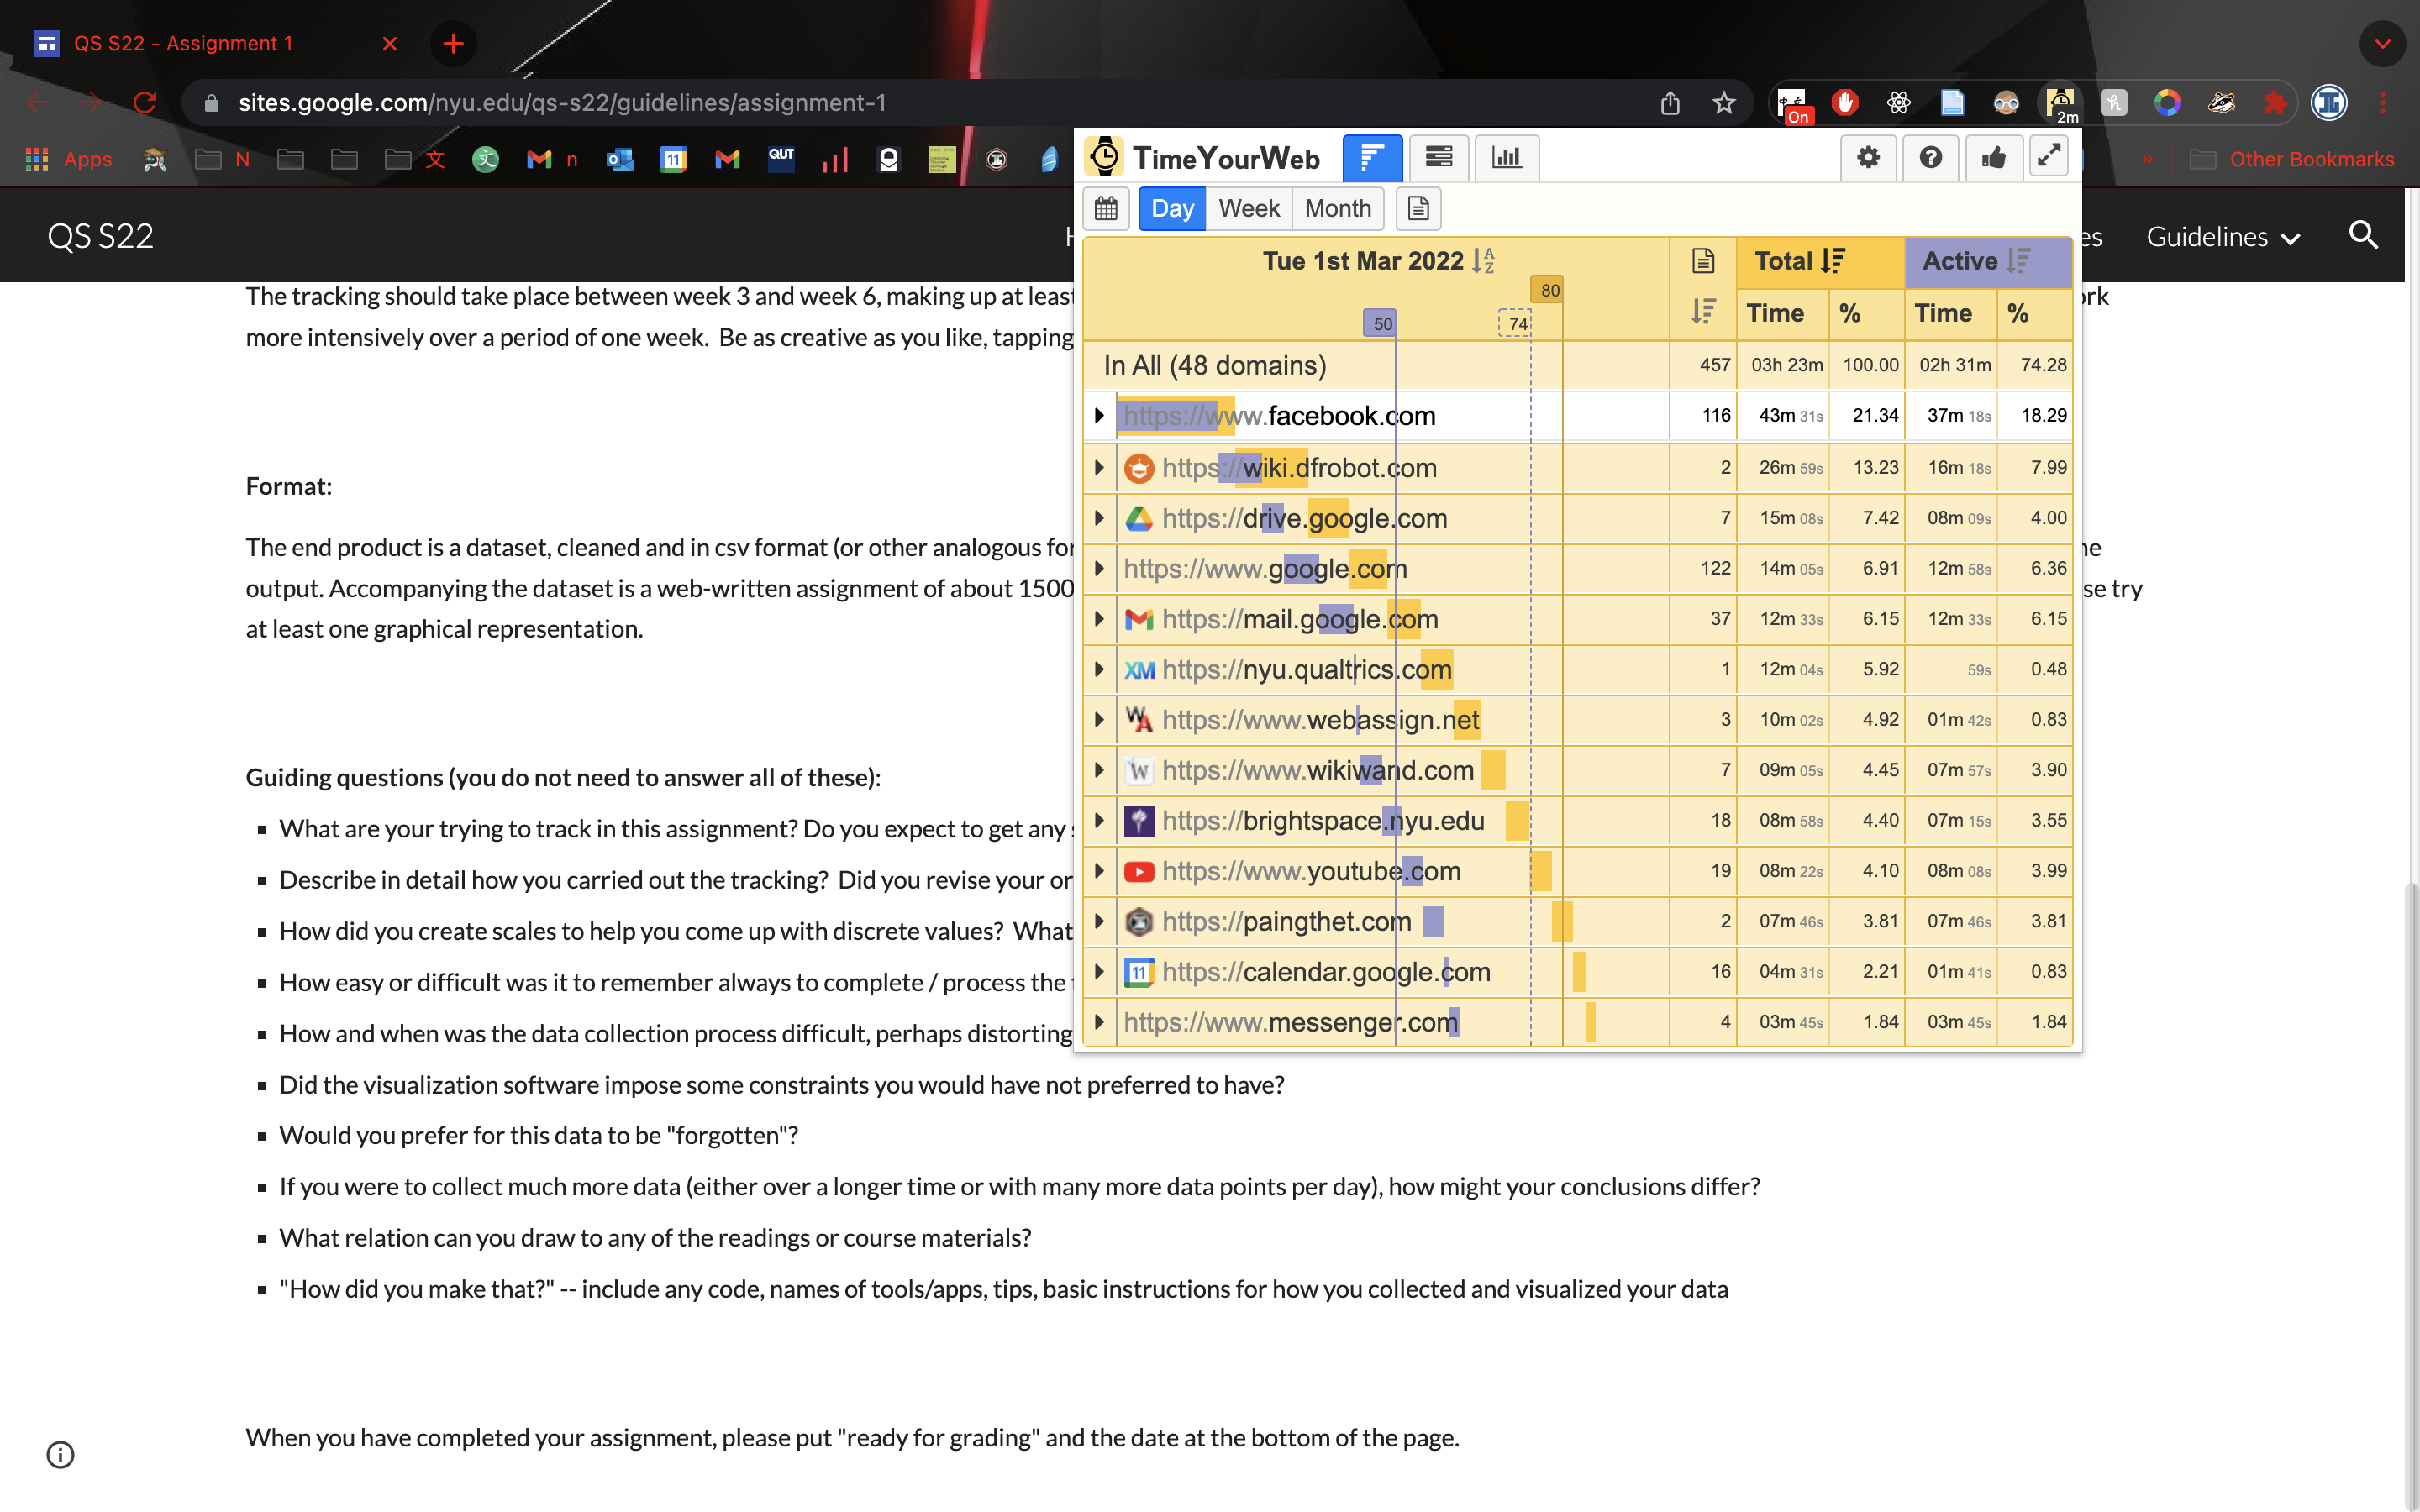 QS S22 - Assignment 1
sites.google.com/nyu.edu/qs-s22/guidelines/assignment-1
On
2m
Apps
N
文
文
n
11
QUT
Other Bookmarks
TimeYourWeb
Day Week Month
QS S22
Guidelines
Tue 1st Mar 2022
Total Active
80
50 74
Time % Time %
The tracking should take place between week 3 and week 6, making up at least
more intensively over a period of one week. Be as creative as you like, tapping
In All (48 domains) 457 03h 23m 100.00 02h 31m 74.28
https://www.facebook.com 116 43m 31s 21.34 37m 18s 18.29
https://wiki.dfrobot.com 2 26m 59s 13.23 16m 18s 7.99
https://drive.google.com 7 15m 08s 7.42 08m 09s 4.00
https://www.google.com 122 14m 05s 6.91 12m 58s 6.36
https://mail.google.com 37 12m 33s 6.15 12m 33s 6.15
XM https://nyu.qualtrics.com 1 12m 04s 5.92 59s 0.48
WA https://www.webassign.net 3 10m 02s 4.92 01m 42s 0.83
W https://www.wikiwand.com 7 09m 05s 4.45 07m 57s 3.90
https://brightspace.nyu.edu 18 08m 58s 4.40 07m 15s 3.55
https://www.youtube.com 19 08m 22s 4.10 08m 08s 3.99
https://paingthet.com 2 07m 46s 3.81 07m 46s 3.81
11 https://calendar.google.com 16 04m 31s 2.21 01m 41s 0.83
https://www.messenger.com 4 03m 45s 1.84 03m 45s 1.84
Format:
The end product is a dataset, cleaned and in csv format (or other analogous
output. Accompanying the dataset is a web-written assignment of about 1500 se try
at least one graphical representation.
Guiding questions (you do not need to answer all of these):
▪ What are your trying to track in this assignment? Do you expect to get any
▪ Describe in detail how you carried out the tracking? Did you revise your
▪ How did you create scales to help you come up with discrete values? What
▪ How easy or difficult was it to remember always to complete / process the
▪ How and when was the data collection process difficult, perhaps distorting
▪ Did the visualization software impose some constraints you would have not preferred to have?
▪ Would you prefer for this data to be "forgotten"?
▪ If you were to collect much more data (either over a longer time or with many more data points per day), how might your conclusions differ?
▪ What relation can you draw to any of the readings or course materials?
▪ "How did you make that?" -- include any code, names of tools/apps, tips, basic instructions for how you collected and visualized your data
When you have completed your assignment, please put "ready for grading" and the date at the bottom of the page.